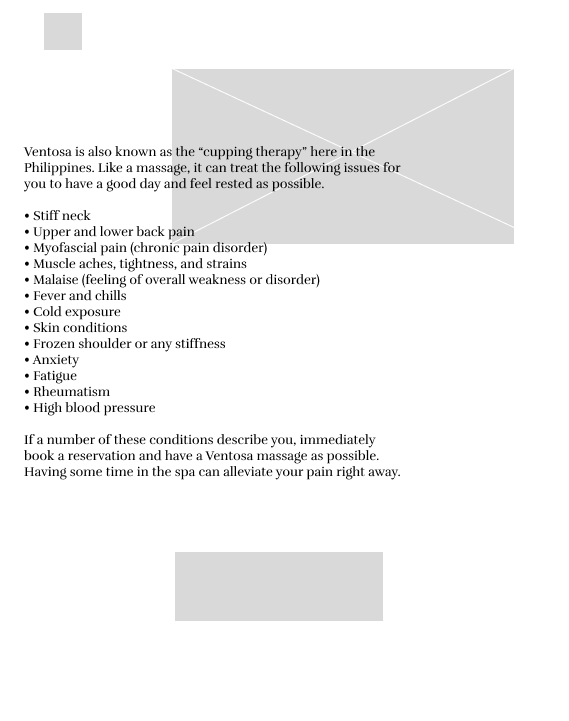 Ventosa is also known as the “cupping therapy” here in the
Philippines. Like a massage, it can treat the following issues for
you to have a good day and feel rested as possible.
• Stiff neck
• Upper and lower back pain
• Myofascial pain (chronic pain disorder)
• Muscle aches, tightness, and strains
• Malaise (feeling of overall weakness or disorder)
• Fever and chills
• Cold exposure
• Skin conditions
• Frozen shoulder or any stiffness
• Anxiety
• Fatigue
• Rheumatism
• High blood pressure
If a number of these conditions describe you, immediately
book a reservation and have a Ventosa massage as possible.
Having some time in the spa can alleviate your pain right away.